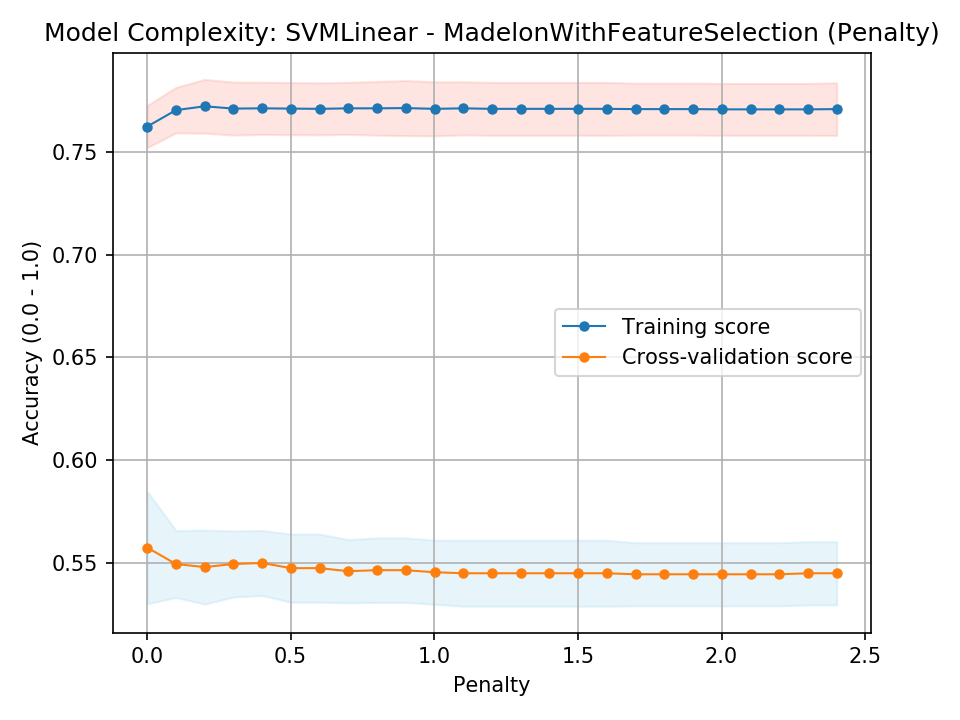 Model Complexity: SVMLinear - MadelonWithFeatureSelection (Penalty)
Accuracy (0.0 - 1.0)
0.75
0.70
0.65
0.60
0.55
Training score
Cross-validation score
0.0 0.5 1.0 1.5 2.0 2.5
Penalty